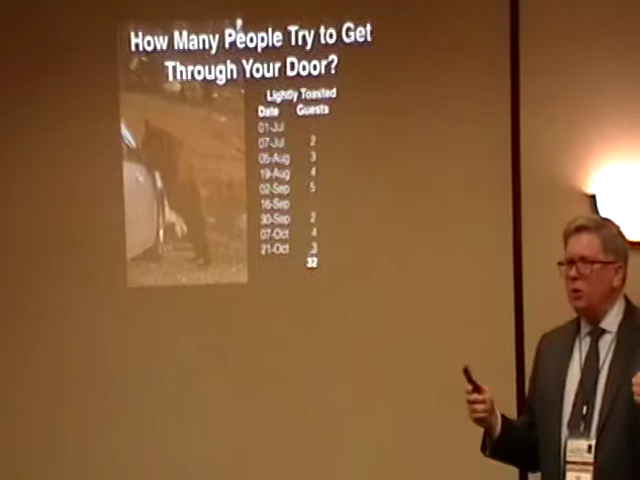 How Many People Try to Get
Through Your Door?
Lightly Toasted
Date Guests
01-Jul
07-Jul 2
05-Aug 3
19-Aug 4
02-Sep 5
16-Sep
30-Sep 2
07-Oct 4
21-Oct 3
32